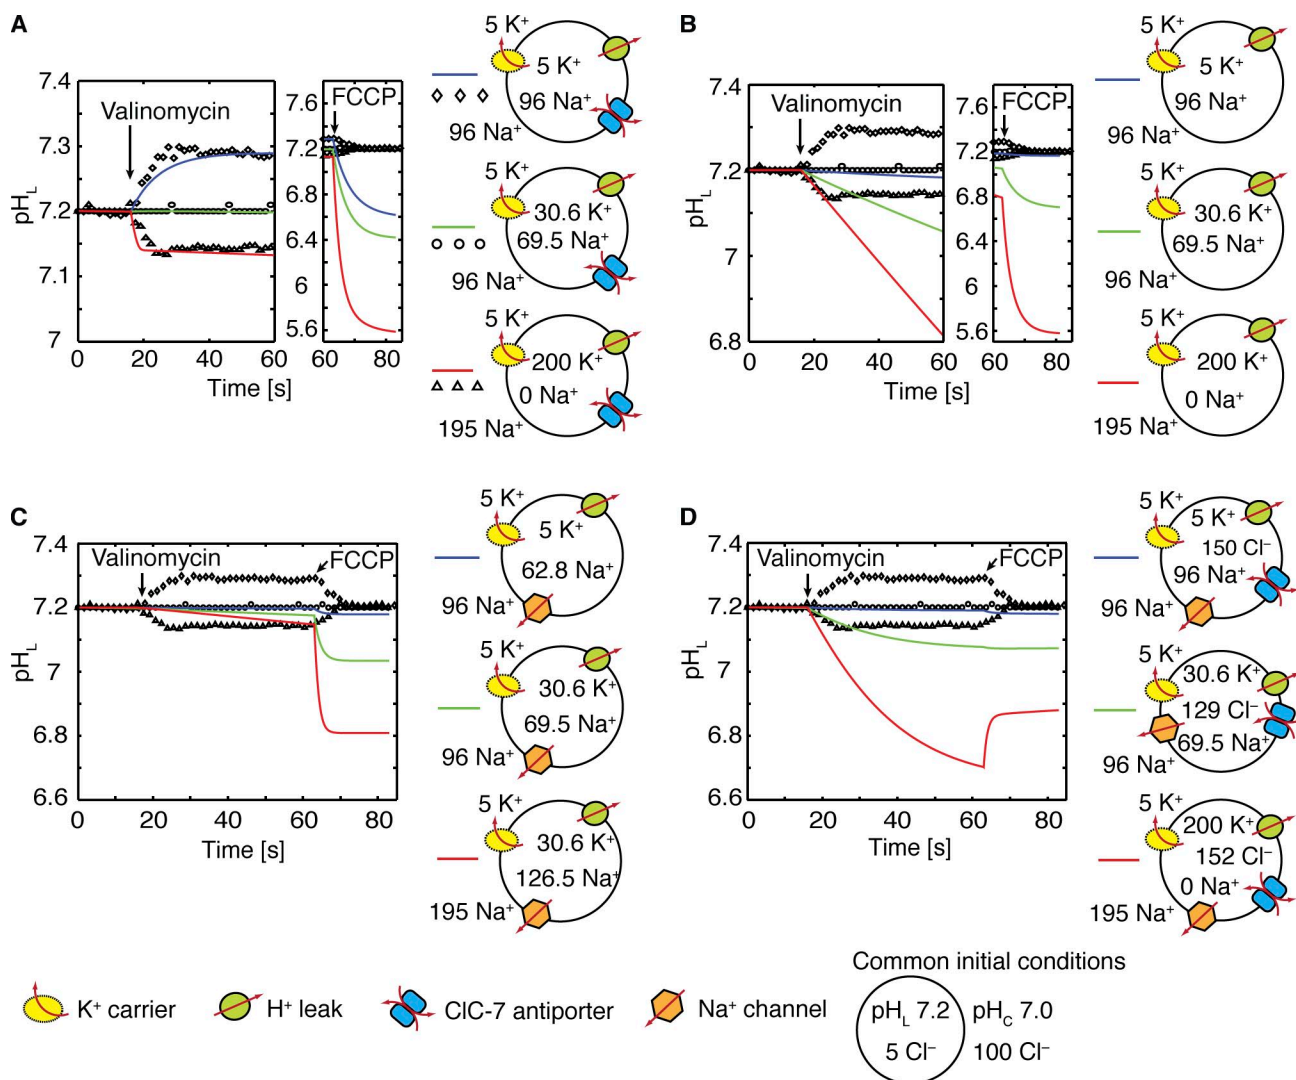 A
Valinomycin
FCCP
pH_L
7.4
7.3
7.2
7.1
7
0 20 40 60
7.6
7.2
6.8
6.4
6
5.6
60 80
Time [s]
5 K⁺
5 K⁺
96 Na⁺
96 Na⁺
5 K⁺
30.6 K⁺
69.5 Na⁺
96 Na⁺
5 K⁺
200 K⁺
0 Na⁺
195 Na⁺
B
Valinomycin
FCCP
pH_L
7.4
7.2
7
6.8
0 20 40 60
7.6
7.2
6.8
6.4
6
5.6
60 80
Time [s]
5 K⁺
5 K⁺
96 Na⁺
96 Na⁺
5 K⁺
30.6 K⁺
69.5 Na⁺
96 Na⁺
5 K⁺
200 K⁺
0 Na⁺
195 Na⁺
C
Valinomycin
FCCP
pH_L
7.4
7.2
7
6.8
6.6
0 20 40 60 80
Time [s]
5 K⁺
5 K⁺
62.8 Na⁺
96 Na⁺
5 K⁺
30.6 K⁺
69.5 Na⁺
96 Na⁺
5 K⁺
30.6 K⁺
126.5 Na⁺
195 Na⁺
D
Valinomycin
FCCP
pH_L
7.4
7.2
7
6.8
6.6
0 20 40 60 80
Time [s]
5 K⁺
5 K⁺
150 Cl⁻
96 Na⁺
96 Na⁺
5 K⁺
30.6 K⁺
129 Cl⁻
69.5 Na⁺
96 Na⁺
5 K⁺
200 K⁺
152 Cl⁻
0 Na⁺
195 Na⁺
K⁺ carrier
H⁺ leak
ClC-7 antiporter
Na⁺ channel
Common initial conditions
pH_L 7.2 pH_C 7.0
5 Cl⁻ 100 Cl⁻